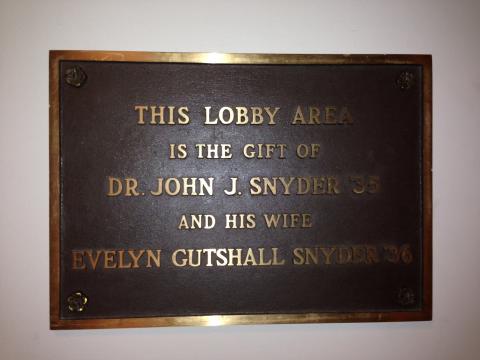 THIS LOBBY AREA
IS THE GIFT OF
DR. JOHN J. SNYDER '35
AND HIS WIFE
EVELYN GUTSHALL SNYDER '36